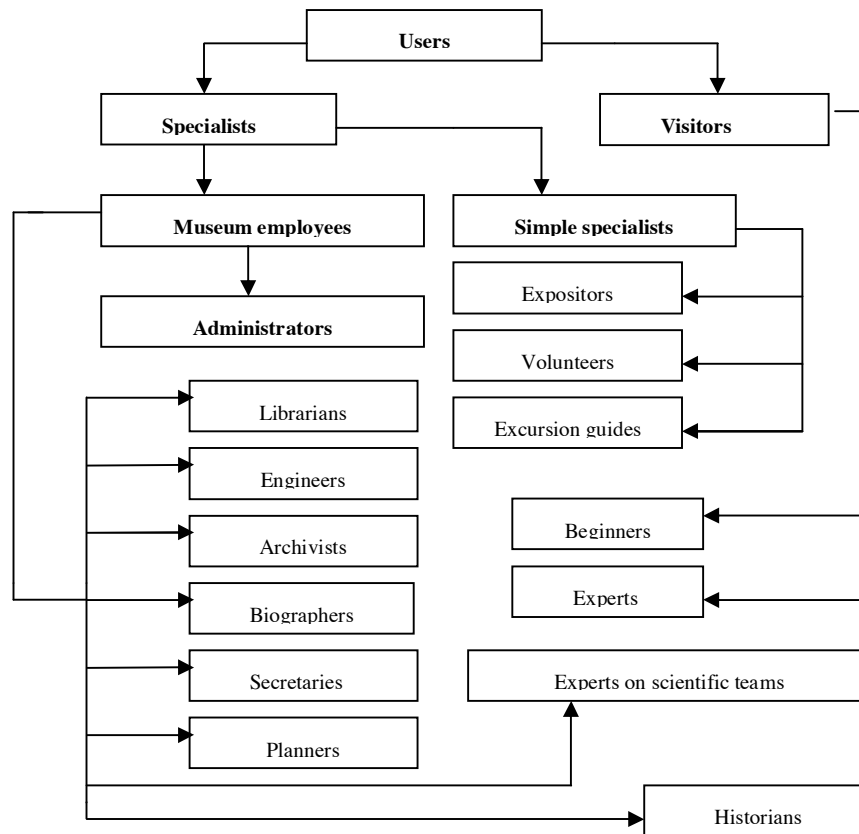 Users
Specialists
Visitors
Museum employees
Simple specialists
Expositors
Administrators
Volunteers
Librarians
Excursion guides
Engineers
Archivists
Beginners
Biographers
Experts
Secretaries
Experts on scientific teams
Planners
Historians